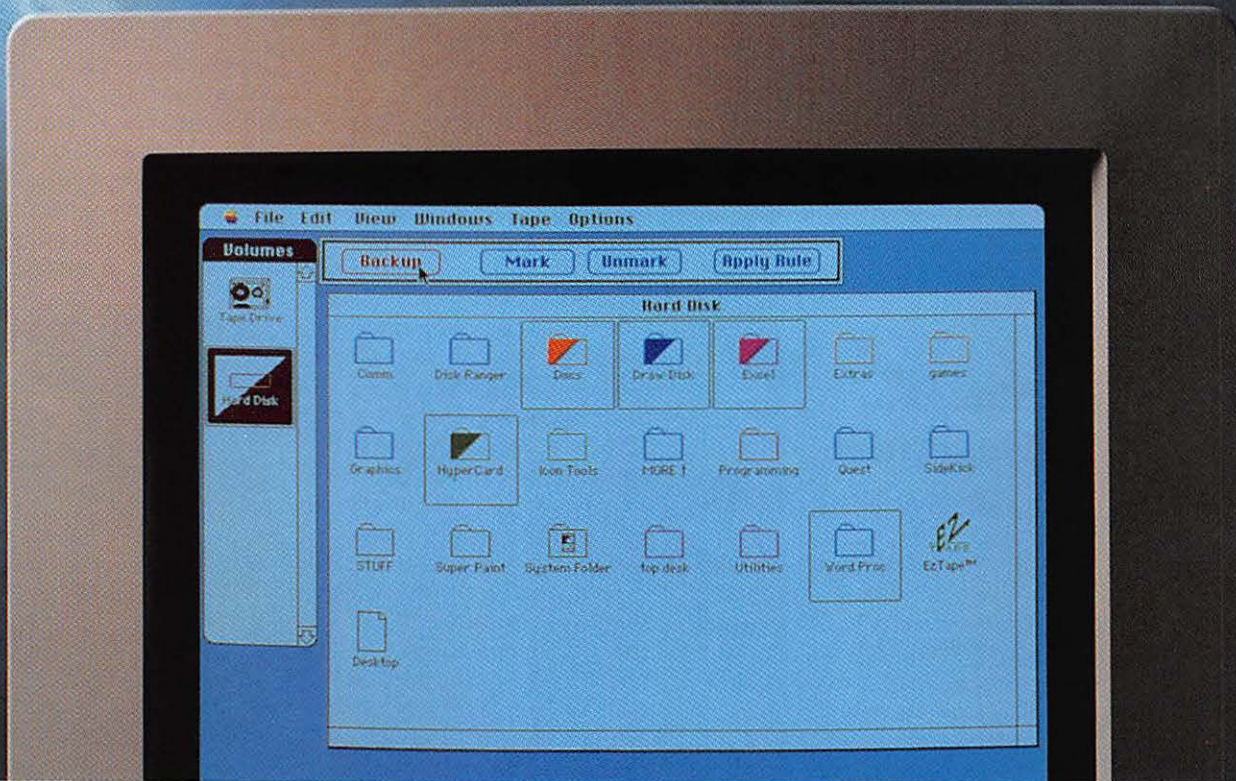 File Edit View Windows Tape Options
Volumes
Backup Mark Unmark Apply Rule
Tape Drive
Hard Disk
Hard Disk
Comm Disk Ranger Docs Draw Disk Excel Extras games
Graphics HyperCard Icon Tools MORE f Programming Quest SideKick
EZ
TAPE
STUFF Super Paint System Folder top desk Utilities Word Proc EzTape™
Desktop